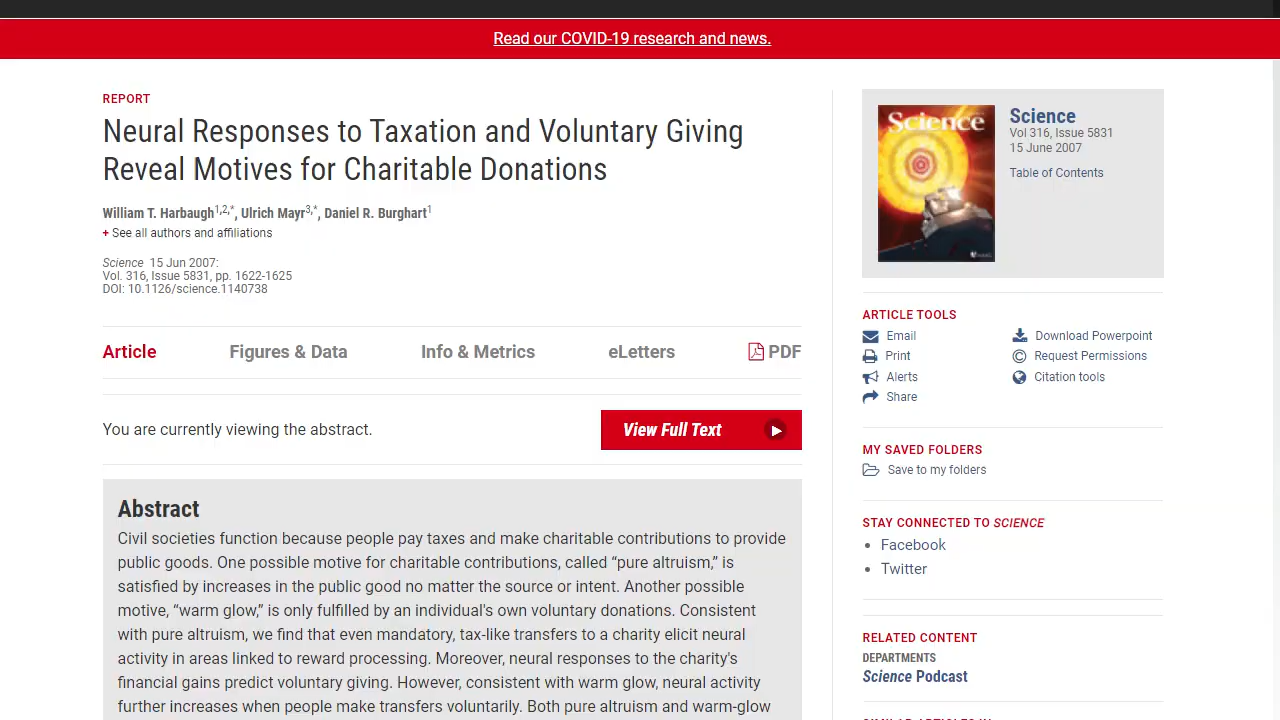 Read our COVID-19 research and news.
REPORT
Neural Responses to Taxation and Voluntary Giving
Reveal Motives for Charitable Donations
William T. Harbaugh1,2,*, Ulrich Mayr3,*, Daniel R. Burghart1
+ See all authors and affiliations
Science 15 Jun 2007:
Vol. 316, Issue 5831, pp. 1622-1625
DOI: 10.1126/science.1140738
Article
Figures & Data
Info & Metrics
eLetters
PDF
You are currently viewing the abstract.
View Full Text
Abstract
Civil societies function because people pay taxes and make charitable contributions to provide
public goods. One possible motive for charitable contributions, called “pure altruism,” is
satisfied by increases in the public good no matter the source or intent. Another possible
motive, “warm glow,” is only fulfilled by an individual's own voluntary donations. Consistent
with pure altruism, we find that even mandatory, tax-like transfers to a charity elicit neural
activity in areas linked to reward processing. Moreover, neural responses to the charity's
financial gains predict voluntary giving. However, consistent with warm glow, neural activity
further increases when people make transfers voluntarily. Both pure altruism and warm-glow
Science
Science
Vol 316, Issue 5831
15 June 2007
Table of Contents
ARTICLE TOOLS
Email
Download Powerpoint
Print
Request Permissions
Alerts
Citation tools
Share
MY SAVED FOLDERS
Save to my folders
STAY CONNECTED TO SCIENCE
• Facebook
• Twitter
RELATED CONTENT
DEPARTMENTS
Science Podcast